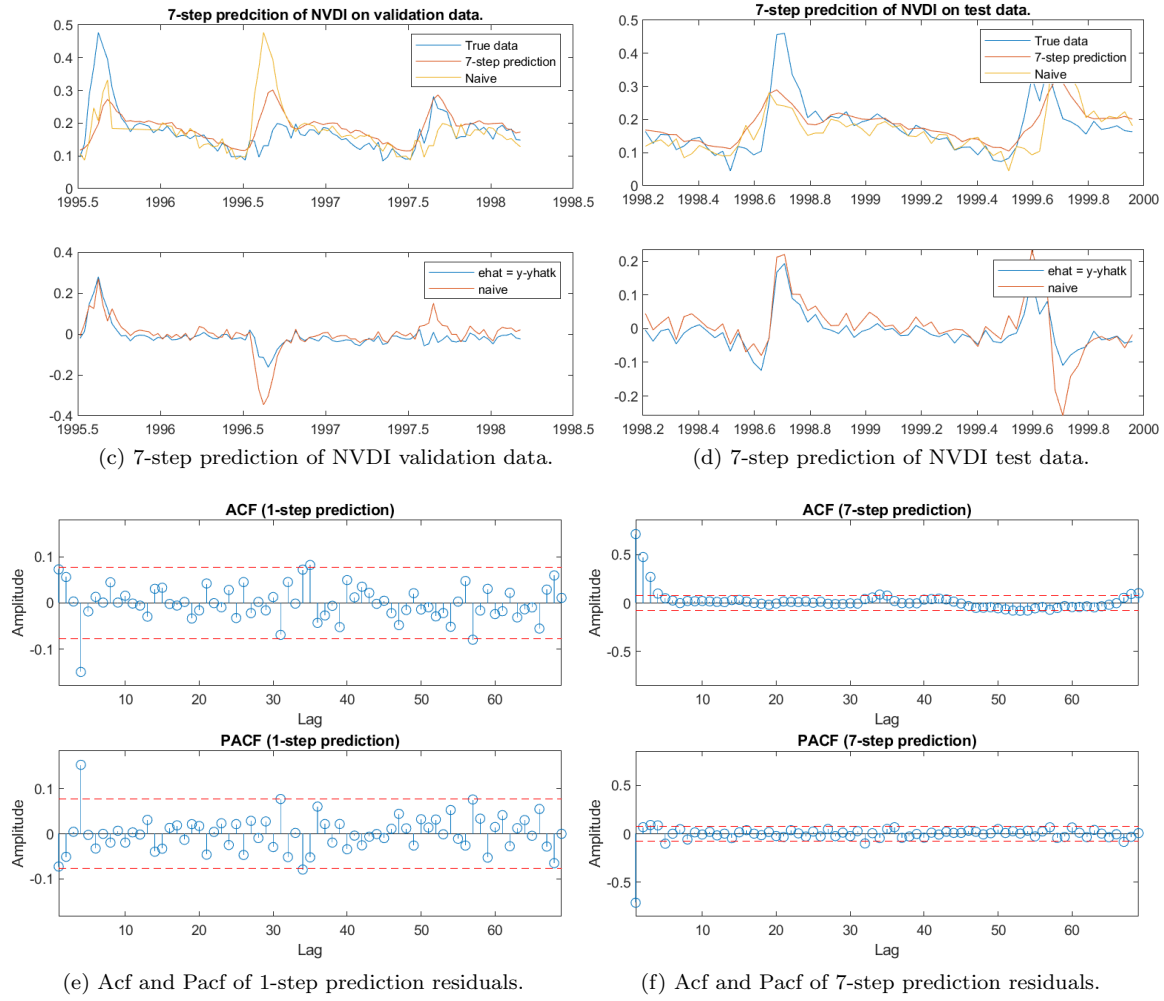 7-step predcition of NVDI on validation data.
0.5
0.4
0.3
0.2
0.1
0
True data
7-step prediction
Naive
1995.5 1996 1996.5 1997 1997.5 1998 1998.5
0.4
0.2
0
-0.2
-0.4
ehat = y-yhatk
naive
1995.5 1996 1996.5 1997 1997.5 1998 1998.5
(c) 7-step prediction of NVDI validation data.
7-step predcition of NVDI on test data.
0.5
0.4
0.3
0.2
0.1
0
True data
7-step prediction
Naive
1998.2 1998.4 1998.6 1998.8 1999 1999.2 1999.4 1999.6 1999.8 2000
0.2
0.1
0
-0.1
-0.2
ehat = y-yhatk
naive
1998.2 1998.4 1998.6 1998.8 1999 1999.2 1999.4 1999.6 1999.8 2000
(d) 7-step prediction of NVDI test data.
ACF (1-step prediction)
Amplitude
0.1
0
-0.1
10 20 30 40 50 60
Lag
PACF (1-step prediction)
Amplitude
0.1
0
-0.1
10 20 30 40 50 60
Lag
(e) Acf and Pacf of 1-step prediction residuals.
ACF (7-step prediction)
Amplitude
0.5
0
-0.5
10 20 30 40 50 60
Lag
PACF (7-step prediction)
Amplitude
0.5
0
-0.5
10 20 30 40 50 60
Lag
(f) Acf and Pacf of 7-step prediction residuals.